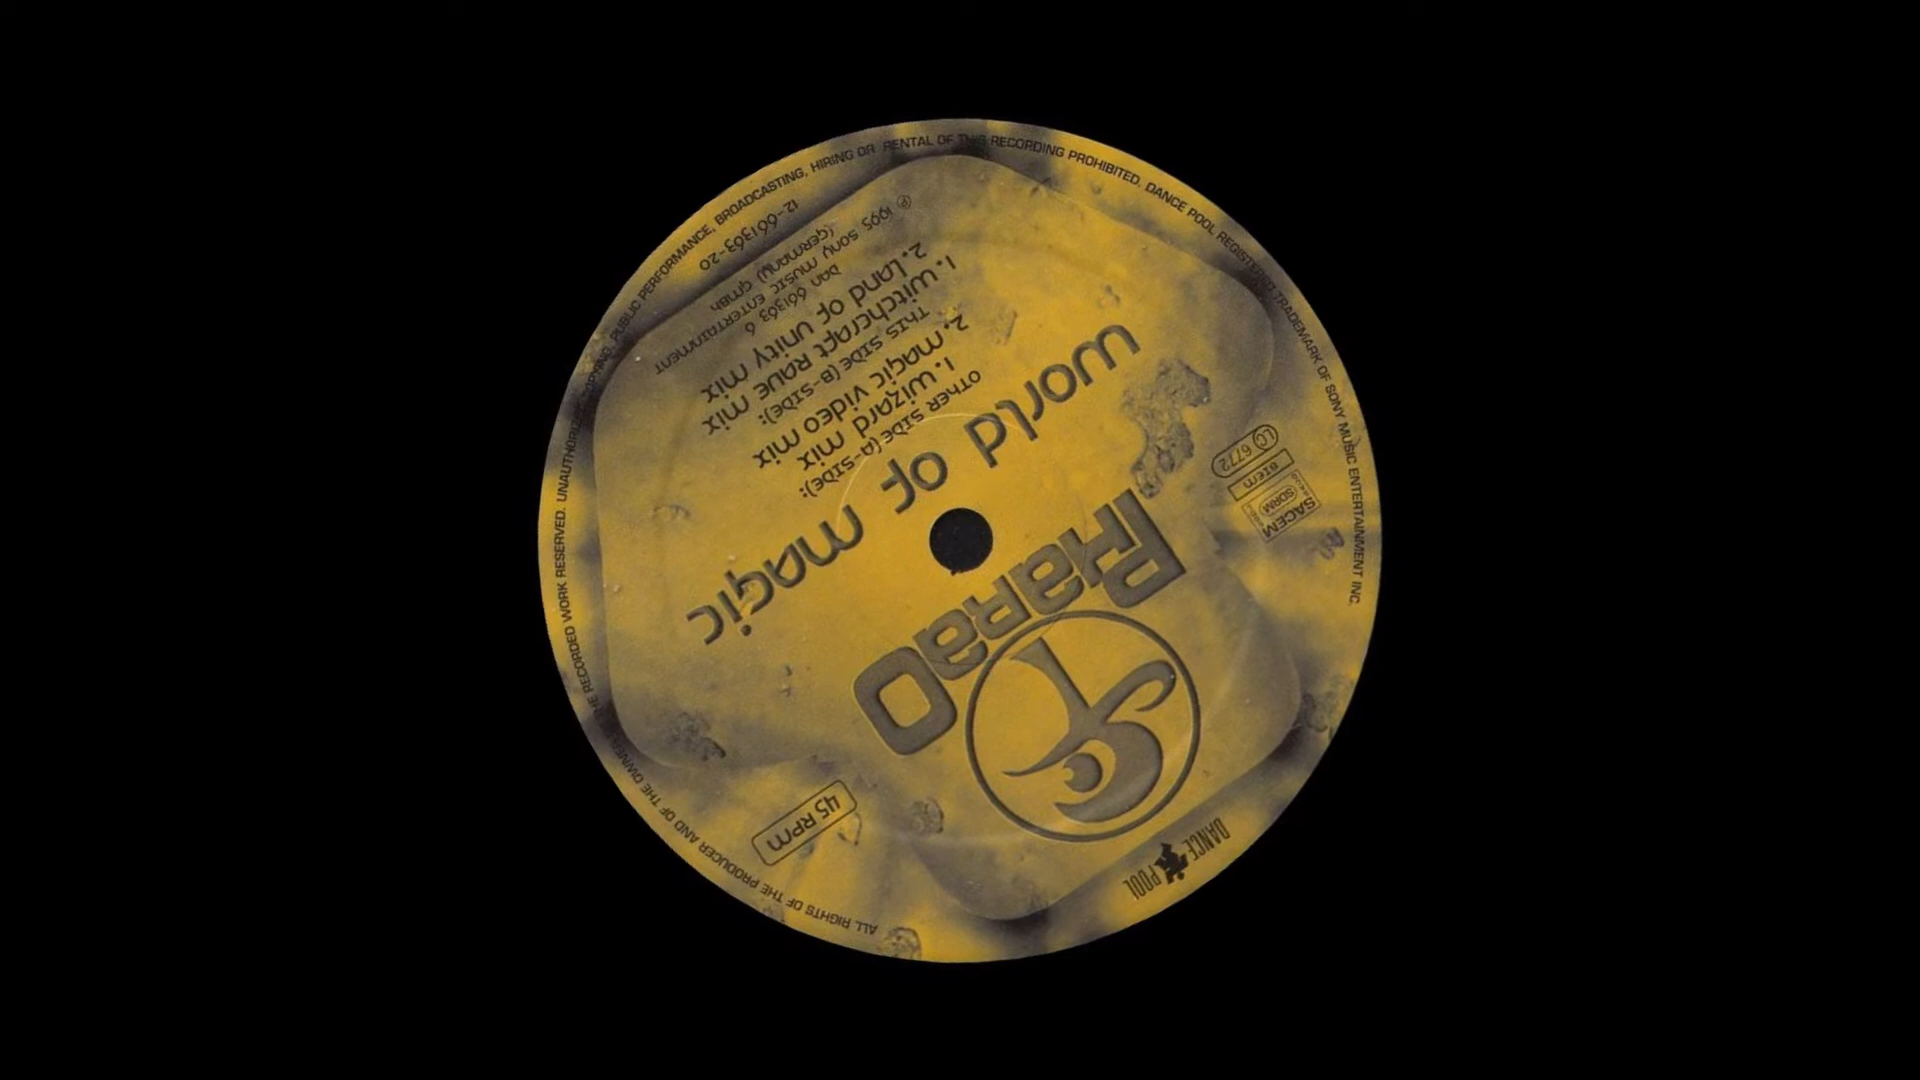 PHaRaO
world of magic
OTHER SIDE (A-SIDE):
1. wizard mix
2. magic video mix
THIS SIDE (B-SIDE):
1. witchcraft rave mix
2. land of unity mix
DAN 661363 6
℗ 1995 SONY MUSIC ENTERTAINMENT
(GERMANY) GMBH
12-661363-20
45 RPM
DANCE POOL
LC 6772
BIEM
SACEM
SDRM
ALL RIGHTS OF THE PRODUCER AND OF THE OWNER OF THE RECORDED WORK RESERVED. UNAUTHORIZED COPYING, PUBLIC PERFORMANCE, BROADCASTING, HIRING OR RENTAL OF THIS RECORDING PROHIBITED. DANCE POOL REGISTERED TRADEMARK OF SONY MUSIC ENTERTAINMENT INC.